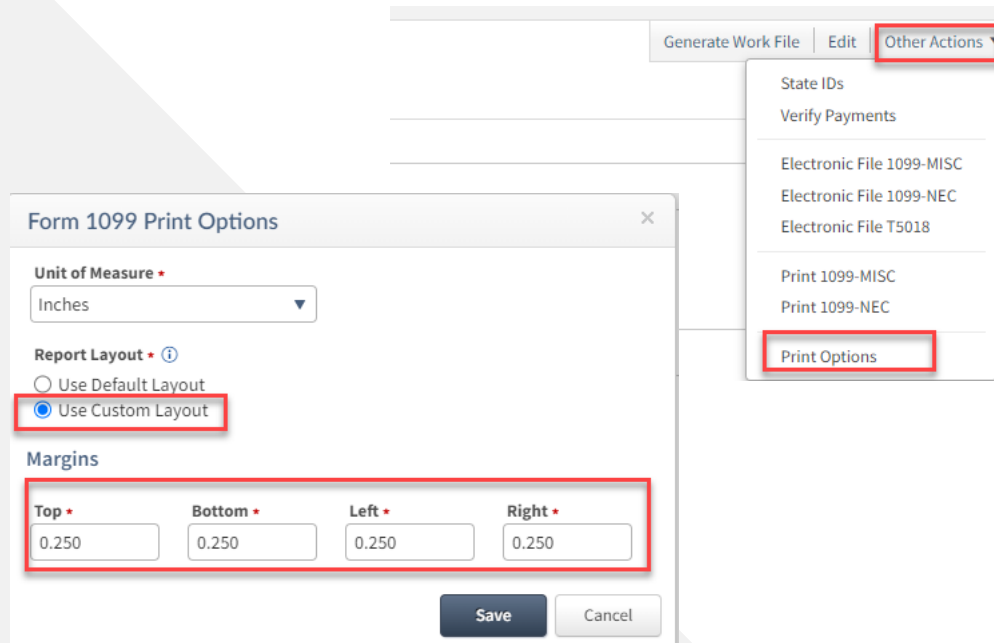 Generate Work File Edit Other Actions
State IDs
Verify Payments
Electronic File 1099-MISC
Electronic File 1099-NEC
Electronic File T5018
Print 1099-MISC
Print 1099-NEC
Print Options
Form 1099 Print Options
Unit of Measure *
Inches
Report Layout *
Use Default Layout
Use Custom Layout
Margins
Top * Bottom * Left * Right *
0.250 0.250 0.250 0.250
Save Cancel